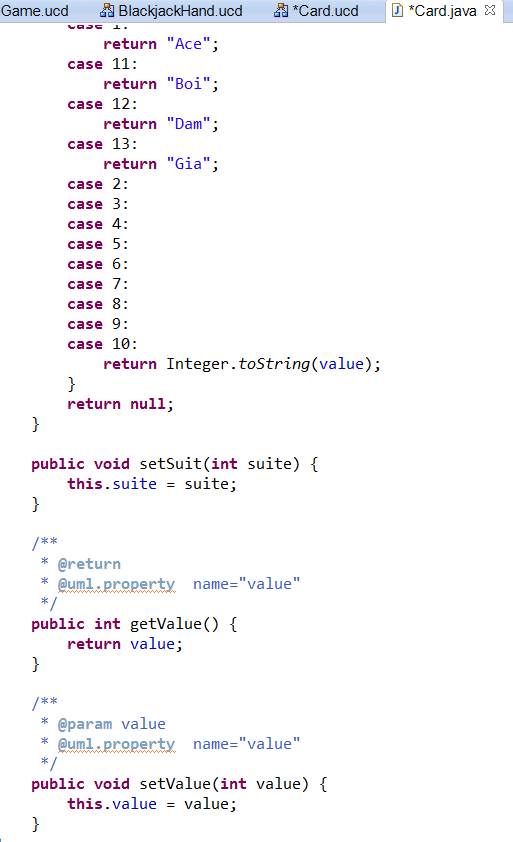 Game.ucd BlackjackHand.ucd *Card.ucd *Card.java
case 1:
return "Ace";
case 11:
return "Boi";
case 12:
return "Dam";
case 13:
return "Gia";
case 2:
case 3:
case 4:
case 5:
case 6:
case 7:
case 8:
case 9:
case 10:
return Integer.toString(value);
}
return null;
}
public void setSuit(int suite) {
this.suite = suite;
}
/**
* @return
* @uml.property name="value"
*/
public int getValue() {
return value;
}
/**
* @param value
* @uml.property name="value"
*/
public void setValue(int value) {
this.value = value;
}